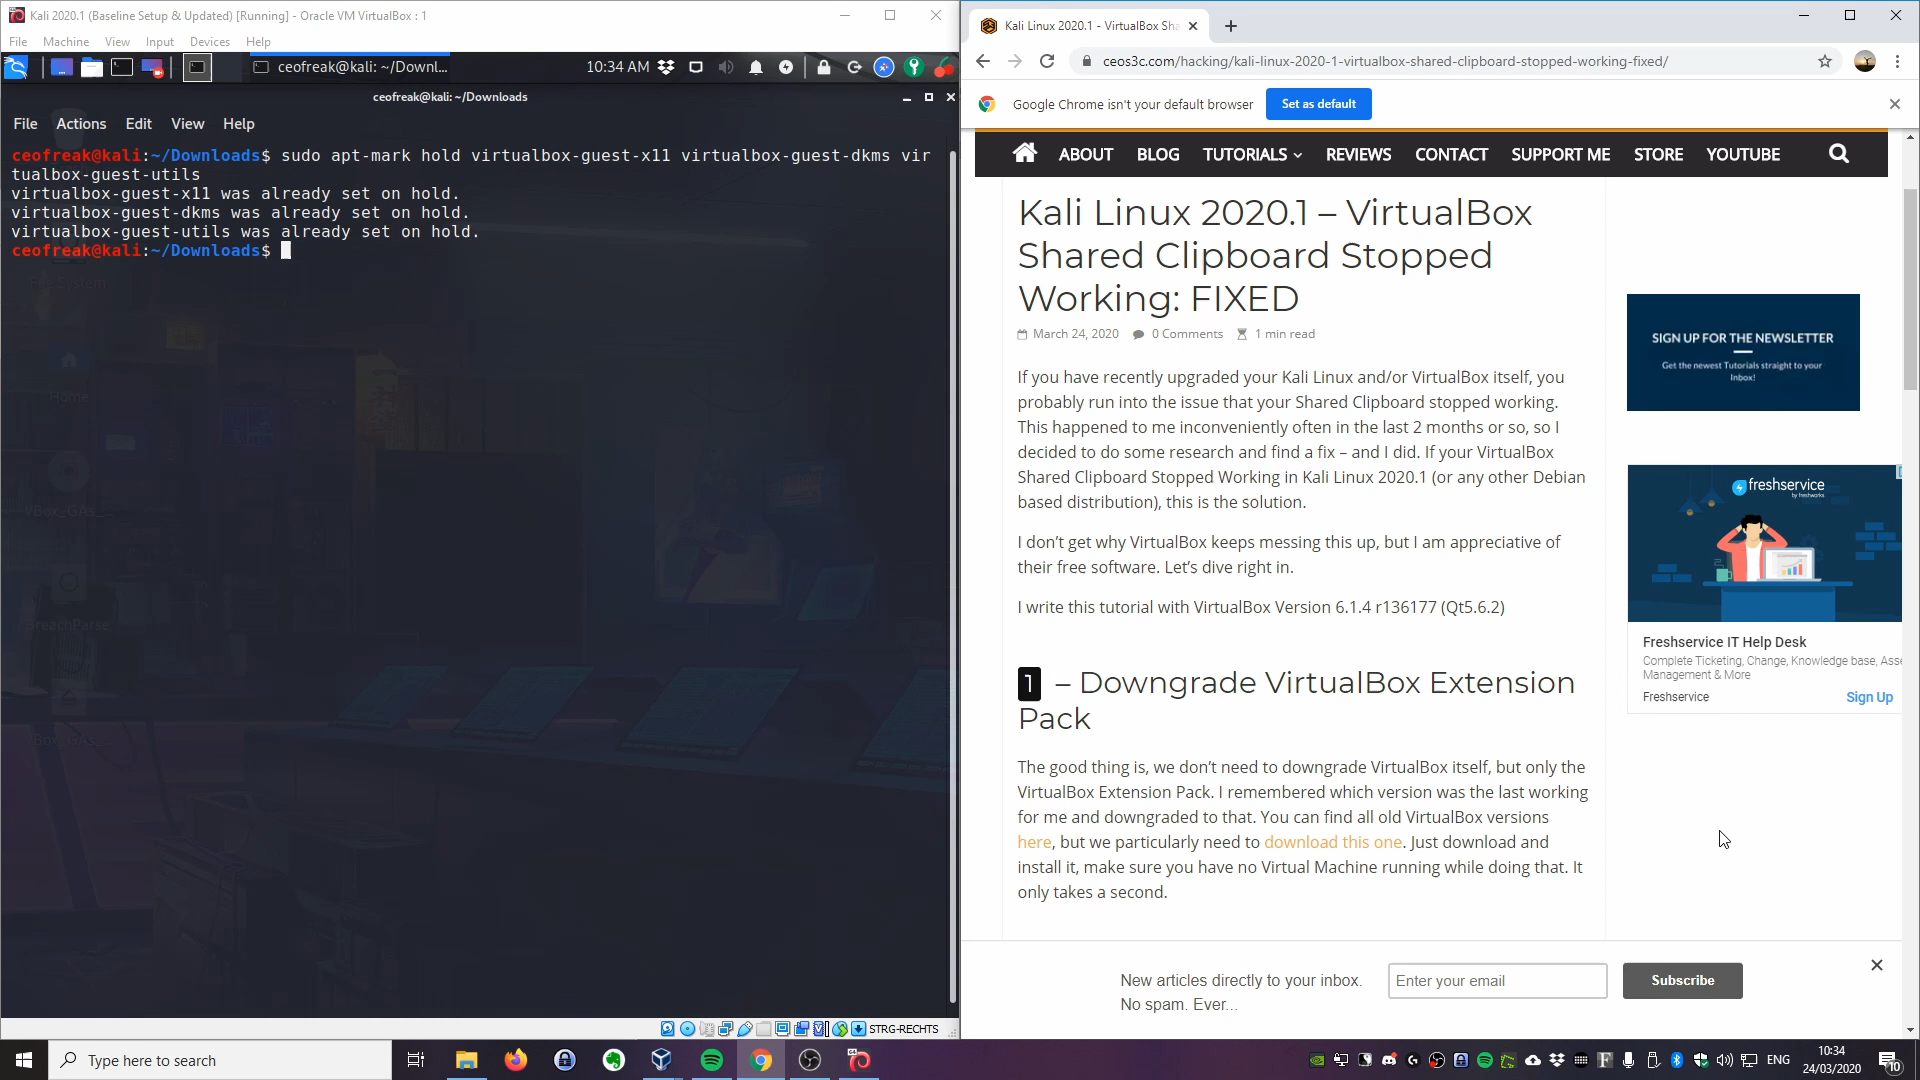 Kali 2020.1 (Baseline Setup & Updated) [Running] - Oracle VM VirtualBox : 1
File Machine View Input Devices Help
ceofreak@kali: ~/Downl...
10:34 AM
ceofreak@kali: ~/Downloads
File Actions Edit View Help
ceofreak@kali:~/Downloads$ sudo apt-mark hold virtualbox-guest-x11 virtualbox-guest-dkms vir
tualbox-guest-utils
virtualbox-guest-x11 was already set on hold.
virtualbox-guest-dkms was already set on hold.
virtualbox-guest-utils was already set on hold.
ceofreak@kali:~/Downloads$
File System
Home
STRG-RECHTS
Kali Linux 2020.1 - VirtualBox Sha
ceos3c.com/hacking/kali-linux-2020-1-virtualbox-shared-clipboard-stopped-working-fixed/
Google Chrome isn't your default browser
Set as default
ABOUT BLOG TUTORIALS REVIEWS CONTACT SUPPORT ME STORE YOUTUBE
Kali Linux 2020.1 – VirtualBox
Shared Clipboard Stopped
Working: FIXED
March 24, 2020 0 Comments 1 min read
If you have recently upgraded your Kali Linux and/or VirtualBox itself, you
probably run into the issue that your Shared Clipboard stopped working.
This happened to me inconveniently often in the last 2 months or so, so I
decided to do some research and find a fix – and I did. If your VirtualBox
Shared Clipboard Stopped Working in Kali Linux 2020.1 (or any other Debian
based distribution), this is the solution.
I don't get why VirtualBox keeps messing this up, but I am appreciative of
their free software. Let's dive right in.
I write this tutorial with VirtualBox Version 6.1.4 r136177 (Qt5.6.2)
1 – Downgrade VirtualBox Extension
Pack
The good thing is, we don't need to downgrade VirtualBox itself, but only the
VirtualBox Extension Pack. I remembered which version was the last working
for me and downgraded to that. You can find all old VirtualBox versions
here, but we particularly need to download this one. Just download and
install it, make sure you have no Virtual Machine running while doing that. It
only takes a second.
SIGN UP FOR THE NEWSLETTER
Get the newest Tutorials straight to your
Inbox!
freshservice
by freshworks
Freshservice IT Help Desk
Complete Ticketing, Change, Knowledge base, Asse
Management & More
Freshservice
Sign Up
New articles directly to your inbox.
No spam. Ever...
Enter your email
Subscribe
Type here to search
ENG
10:34
24/03/2020
10